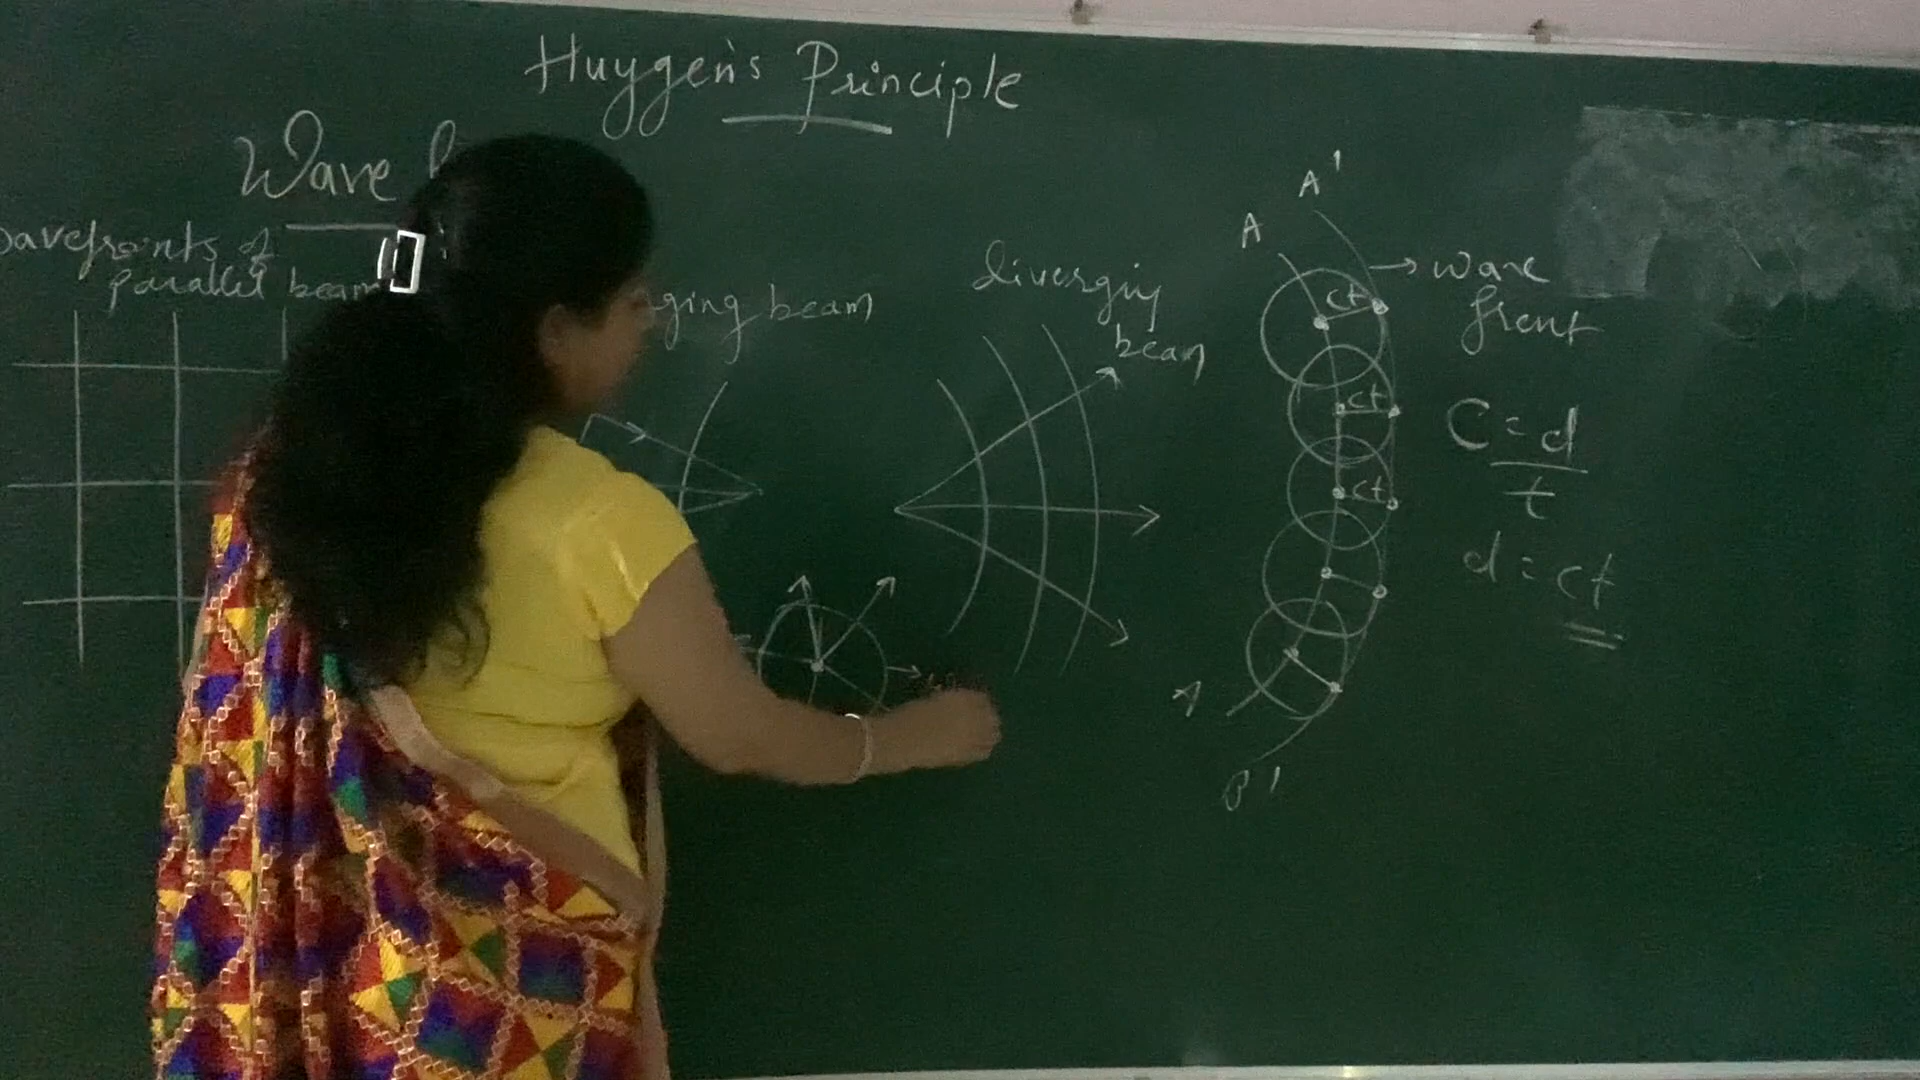 Huygen's Principle
Wave
wavefronts of
parallel beam
ging beam
diverging
beam
A'
A
wave
front
ct
ct
ct
C = d
t
d = ct
A